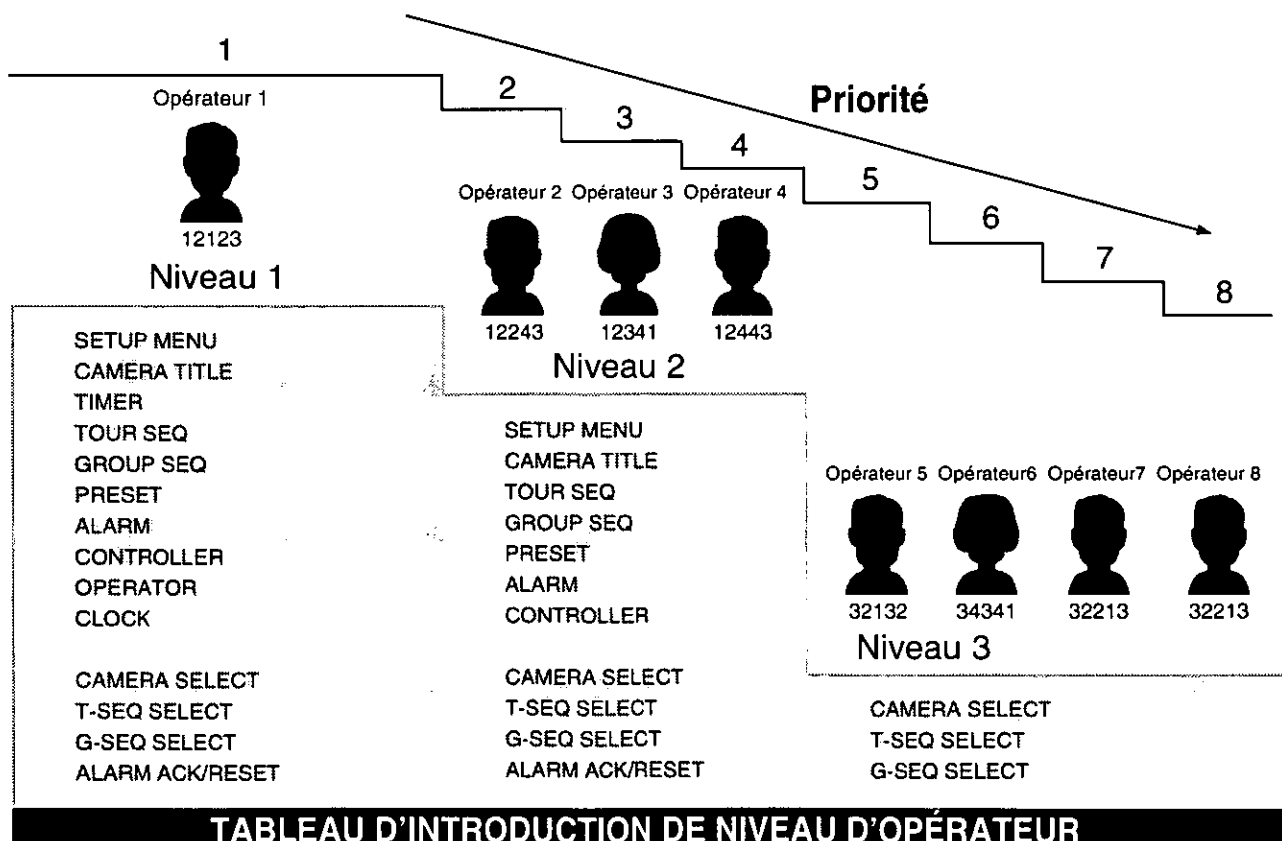 1
Opérateur 1
12123
Niveau 1
2
3
4
5
6
7
8
Priorité
Opérateur 2 Opérateur 3 Opérateur 4
12243 12341 12443
Niveau 2
Opérateur 5 Opérateur6 Opérateur7 Opérateur 8
32132 34341 32213 32213
Niveau 3
SETUP MENU
CAMERA TITLE
TIMER
TOUR SEQ
GROUP SEQ
PRESET
ALARM
CONTROLLER
OPERATOR
CLOCK
CAMERA SELECT
T-SEQ SELECT
G-SEQ SELECT
ALARM ACK/RESET
SETUP MENU
CAMERA TITLE
TOUR SEQ
GROUP SEQ
PRESET
ALARM
CONTROLLER
CAMERA SELECT
T-SEQ SELECT
G-SEQ SELECT
ALARM ACK/RESET
CAMERA SELECT
T-SEQ SELECT
G-SEQ SELECT
TABLEAU D'INTRODUCTION DE NIVEAU D'OPÉRATEUR